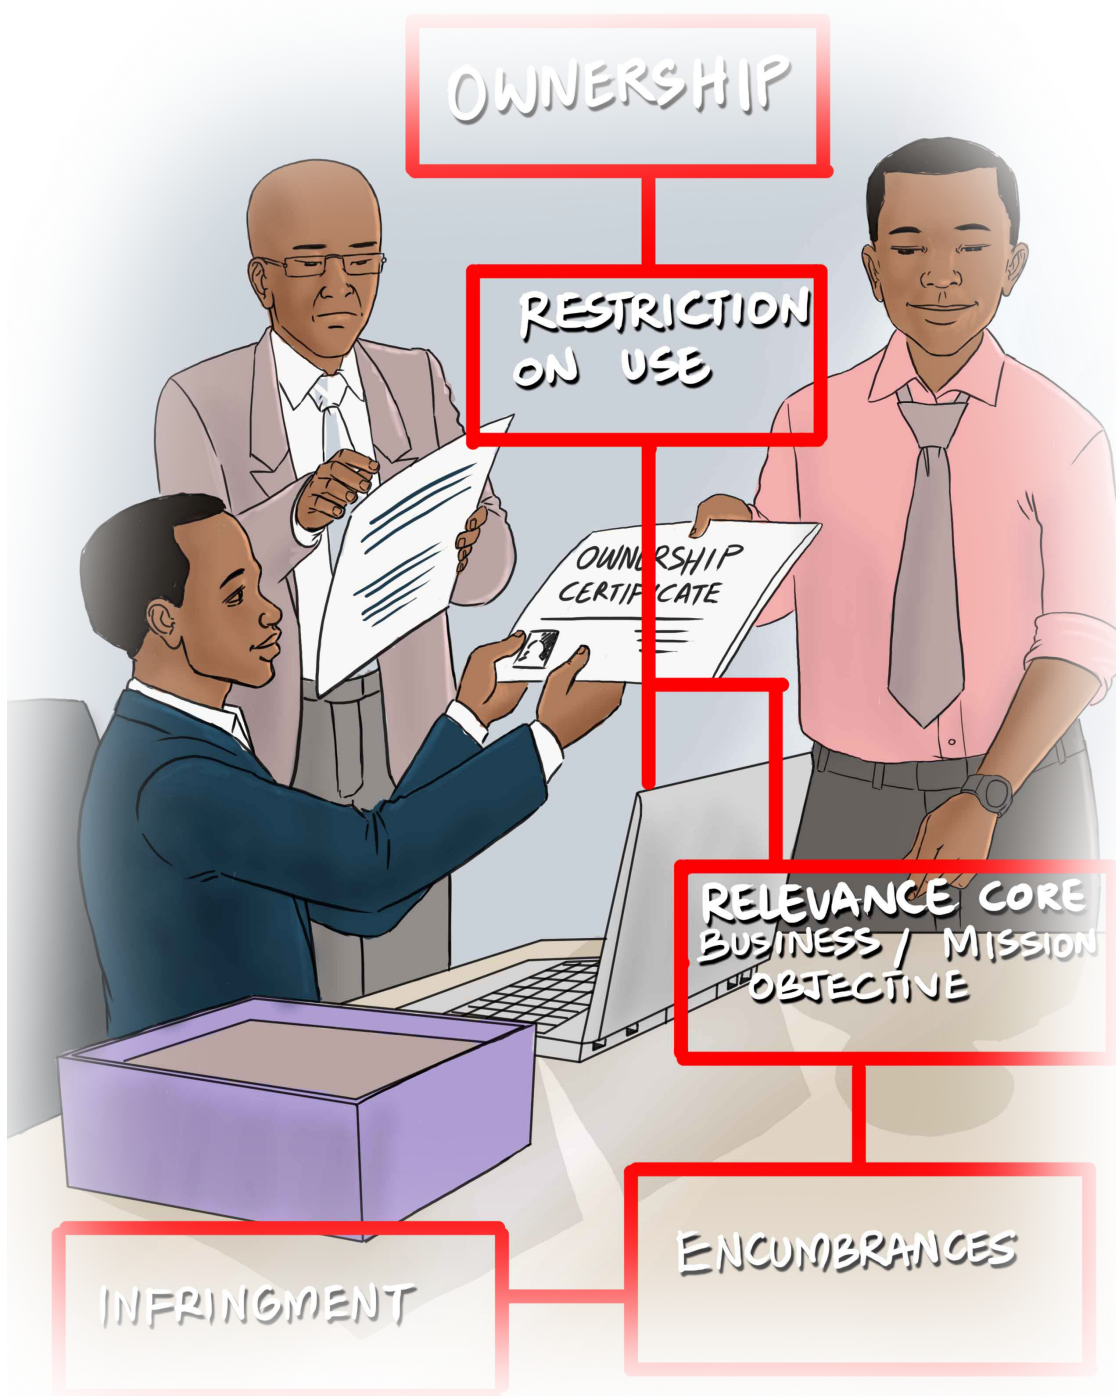 OWNERSHIP
RESTRICTION
ON USE
OWNERSHIP
CERTIFICATE
RELEVANCE CORE
BUSINESS / MISSION
OBJECTIVE
ENCUMBRANCES
INFRINGMENT